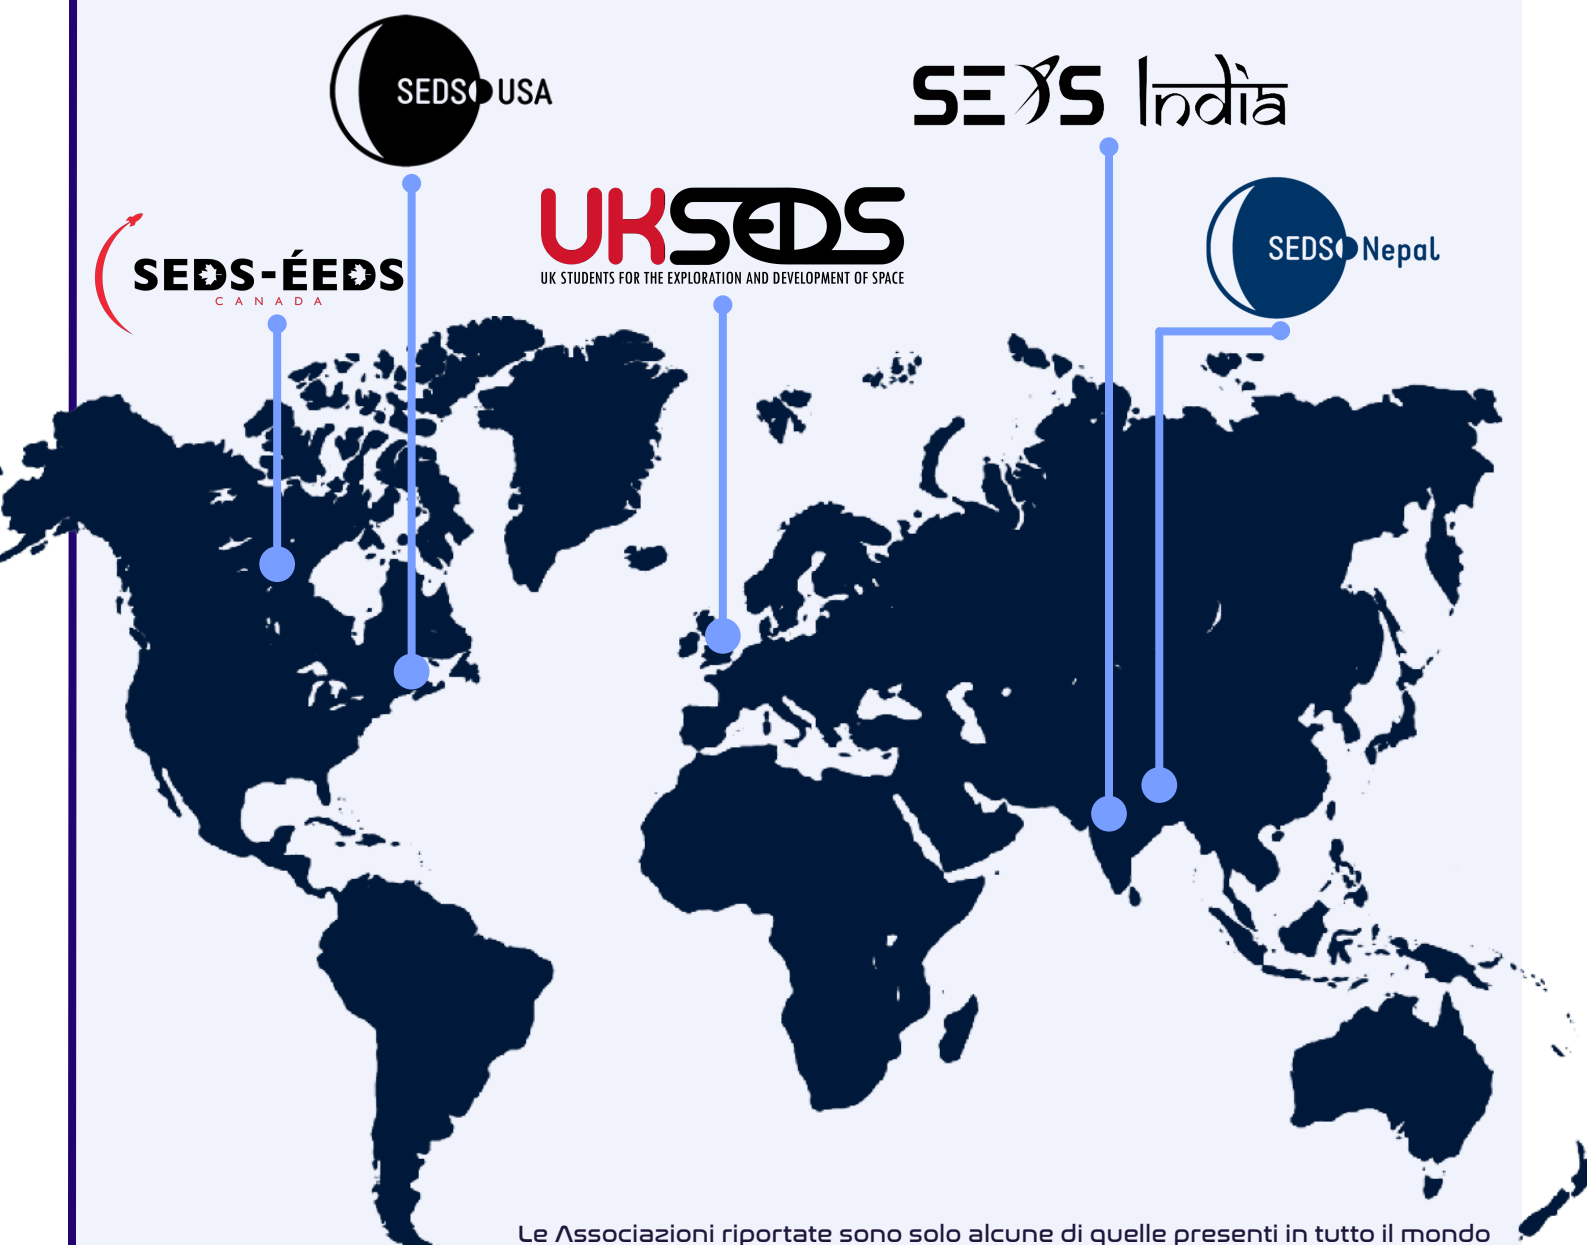 SEDS USA
SEDS India
UKSEDS
UK STUDENTS FOR THE EXPLORATION AND DEVELOPMENT OF SPACE
SEDS Nepal
SEDS-ÉEDS
CANADA
Le Associazioni riportate sono solo alcune di quelle presenti in tutto il mondo